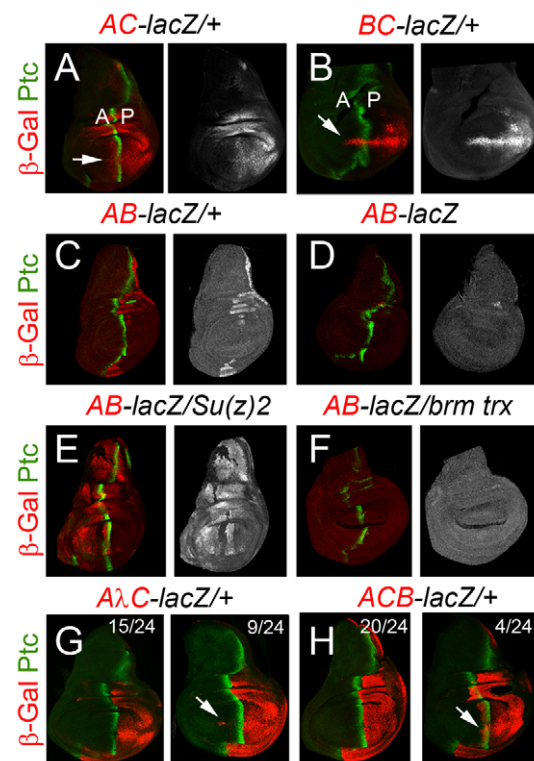 AC-lacZ/+ BC-lacZ/+
β-Gal Ptc A A P B A P
AB-lacZ/+ AB-lacZ
β-Gal Ptc C D
AB-lacZ/Su(z)2 AB-lacZ/brm trx
β-Gal Ptc E F
AλC-lacZ/+ ACB-lacZ/+
β-Gal Ptc G 15/24 9/24 H 20/24 4/24